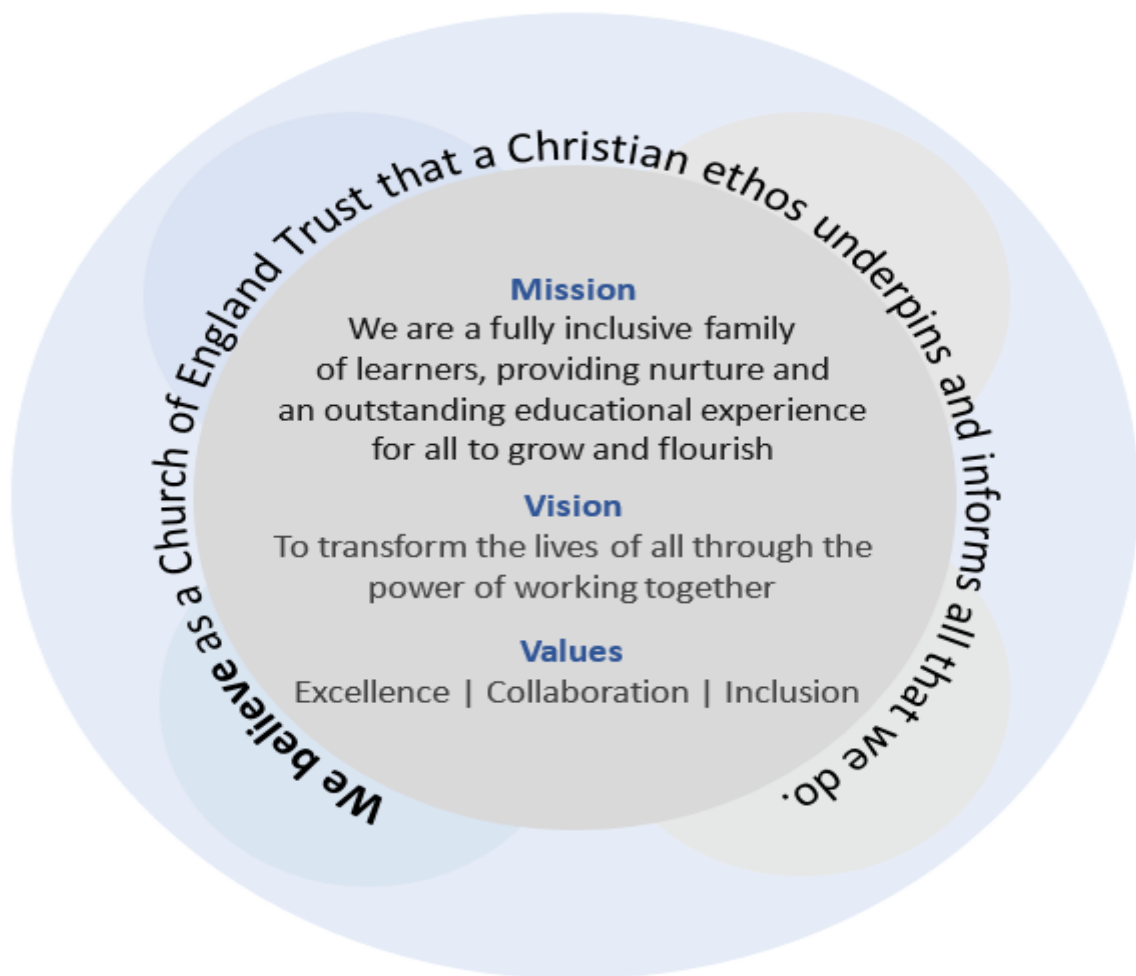 We believe as a Church of England Trust that a Christian ethos underpins and informs all that we do.
Mission
We are a fully inclusive family
of learners, providing nurture and
an outstanding educational experience
for all to grow and flourish
Vision
To transform the lives of all through the
power of working together
Values
Excellence | Collaboration | Inclusion